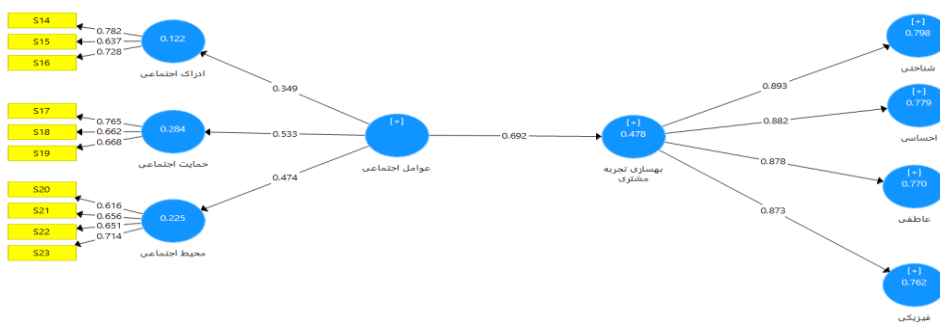 S14
S15
S16
0.782
0.637
0.728
0.122
ادراک اجتماعی
S17
S18
S19
0.765
0.662
0.668
0.284
حمایت اجتماعی
S20
S21
S22
S23
0.616
0.656
0.651
0.714
0.225
محیط اجتماعی
0.349
0.533
0.474
[+]
عوامل اجتماعی
0.692
[+]
0.478
بهسازی تجربه
مشتری
0.893
0.882
0.878
0.873
[+]
0.798
شناختی
[+]
0.779
احساسی
[+]
0.770
عاطفی
[+]
0.762
فیزیکی